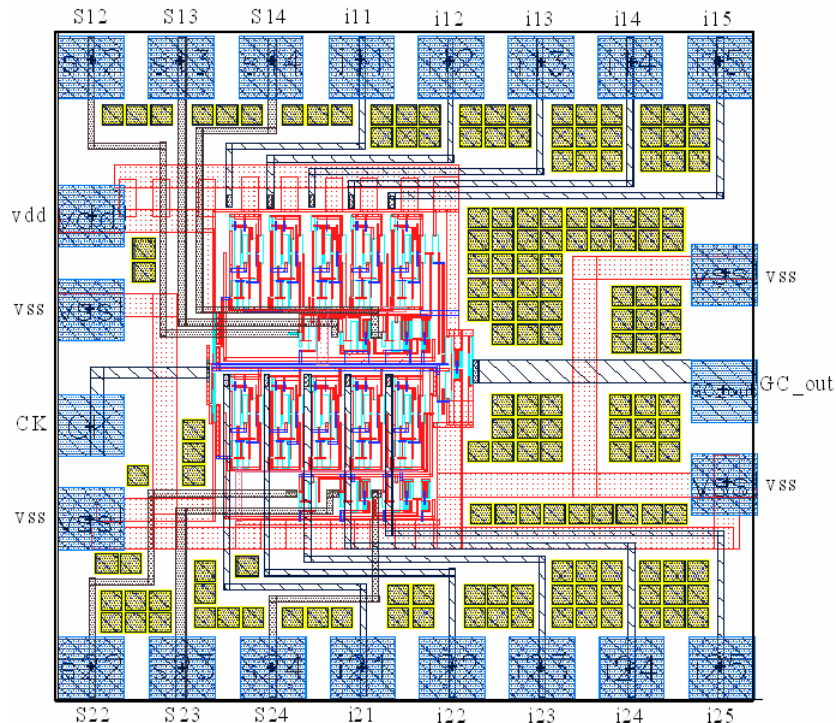 S12 S13 S14 i11 i12 i13 i14 i15
vdd
vss vss
vss
GC_out
CK
vss vss
S22 S23 S24 i21 i22 i23 i24 i25